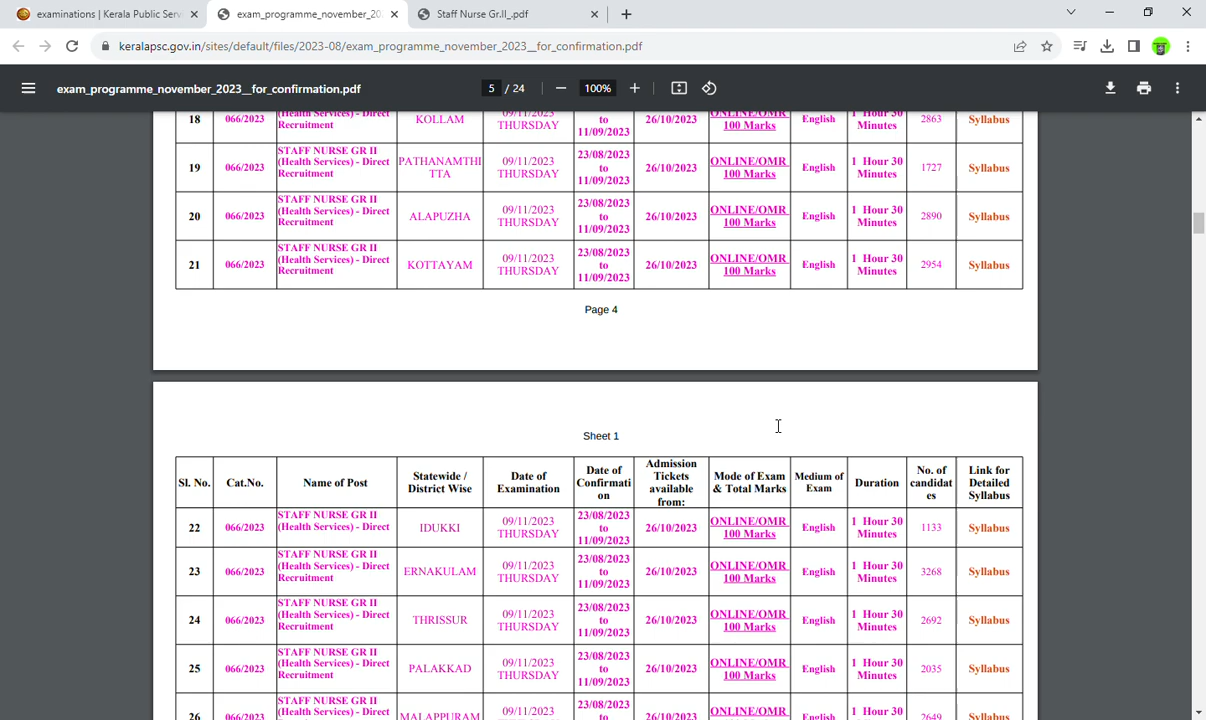 examinations | Kerala Public Serv
exam_programme_november_20
Staff Nurse Gr.II_.pdf
keralapsc.gov.in/sites/default/files/2023-08/exam_programme_november_2023__for_confirmation.pdf
exam_programme_november_2023__for_confirmation.pdf
5 / 24
100%
18 066/2023 (Health Services) - Direct Recruitment KOLLAM 09/11/2023 THURSDAY to 11/09/2023 26/10/2023 ONLINE/OMR 100 Marks English 1 Hour 30 Minutes 2863 Syllabus
19 066/2023 STAFF NURSE GR II (Health Services) - Direct Recruitment PATHANAMTHI TTA 09/11/2023 THURSDAY 23/08/2023 to 11/09/2023 26/10/2023 ONLINE/OMR 100 Marks English 1 Hour 30 Minutes 1727 Syllabus
20 066/2023 STAFF NURSE GR II (Health Services) - Direct Recruitment ALAPUZHA 09/11/2023 THURSDAY 23/08/2023 to 11/09/2023 26/10/2023 ONLINE/OMR 100 Marks English 1 Hour 30 Minutes 2890 Syllabus
21 066/2023 STAFF NURSE GR II (Health Services) - Direct Recruitment KOTTAYAM 09/11/2023 THURSDAY 23/08/2023 to 11/09/2023 26/10/2023 ONLINE/OMR 100 Marks English 1 Hour 30 Minutes 2954 Syllabus
Page 4
Sheet 1
Sl. No. Cat.No. Name of Post Statewide / District Wise Date of Examination Date of Confirmati on Admission Tickets available from: Mode of Exam & Total Marks Medium of Exam Duration No. of candidat es Link for Detailed Syllabus
22 066/2023 STAFF NURSE GR II (Health Services) - Direct IDUKKI 09/11/2023 THURSDAY 23/08/2023 to 11/09/2023 26/10/2023 ONLINE/OMR 100 Marks English 1 Hour 30 Minutes 1133 Syllabus
23 066/2023 STAFF NURSE GR II (Health Services) - Direct Recruitment ERNAKULAM 09/11/2023 THURSDAY 23/08/2023 to 11/09/2023 26/10/2023 ONLINE/OMR 100 Marks English 1 Hour 30 Minutes 3268 Syllabus
24 066/2023 STAFF NURSE GR II (Health Services) - Direct Recruitment THRISSUR 09/11/2023 THURSDAY 23/08/2023 to 11/09/2023 26/10/2023 ONLINE/OMR 100 Marks English 1 Hour 30 Minutes 2692 Syllabus
25 066/2023 STAFF NURSE GR II (Health Services) - Direct Recruitment PALAKKAD 09/11/2023 THURSDAY 23/08/2023 to 11/09/2023 26/10/2023 ONLINE/OMR 100 Marks English 1 Hour 30 Minutes 2035 Syllabus
26 066/2023 STAFF NURSE GR II (Health Services) - Direct MALAPPURAM 09/11/2023 23/08/2023 to 26/10/2023 ONLINE/OMR English 1 Hour 30 2649 Syllabus